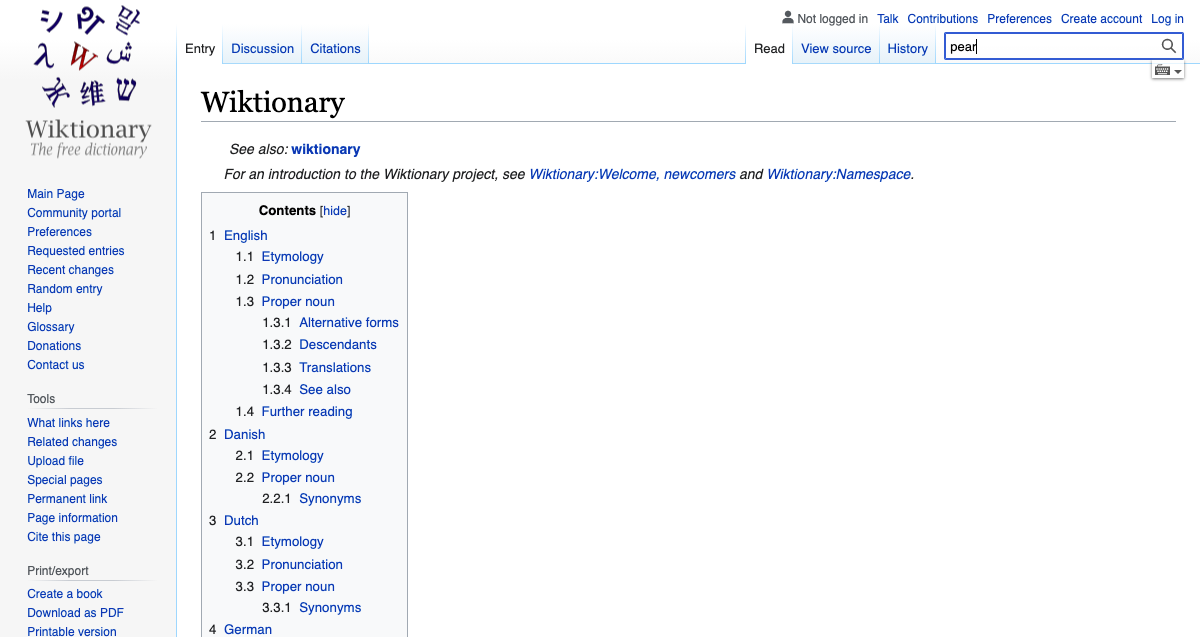 シ ወ 말
λ W ش
ネ 维 ש
Wiktionary
The free dictionary
Not logged in Talk Contributions Preferences Create account Log in
Entry Discussion Citations Read View source History pear
Wiktionary
See also: wiktionary
For an introduction to the Wiktionary project, see Wiktionary:Welcome, newcomers and Wiktionary:Namespace.
Contents [hide]
1 English
1.1 Etymology
1.2 Pronunciation
1.3 Proper noun
1.3.1 Alternative forms
1.3.2 Descendants
1.3.3 Translations
1.3.4 See also
1.4 Further reading
2 Danish
2.1 Etymology
2.2 Proper noun
2.2.1 Synonyms
3 Dutch
3.1 Etymology
3.2 Pronunciation
3.3 Proper noun
3.3.1 Synonyms
4 German
Main Page
Community portal
Preferences
Requested entries
Recent changes
Random entry
Help
Glossary
Donations
Contact us
Tools
What links here
Related changes
Upload file
Special pages
Permanent link
Page information
Cite this page
Print/export
Create a book
Download as PDF
Printable version